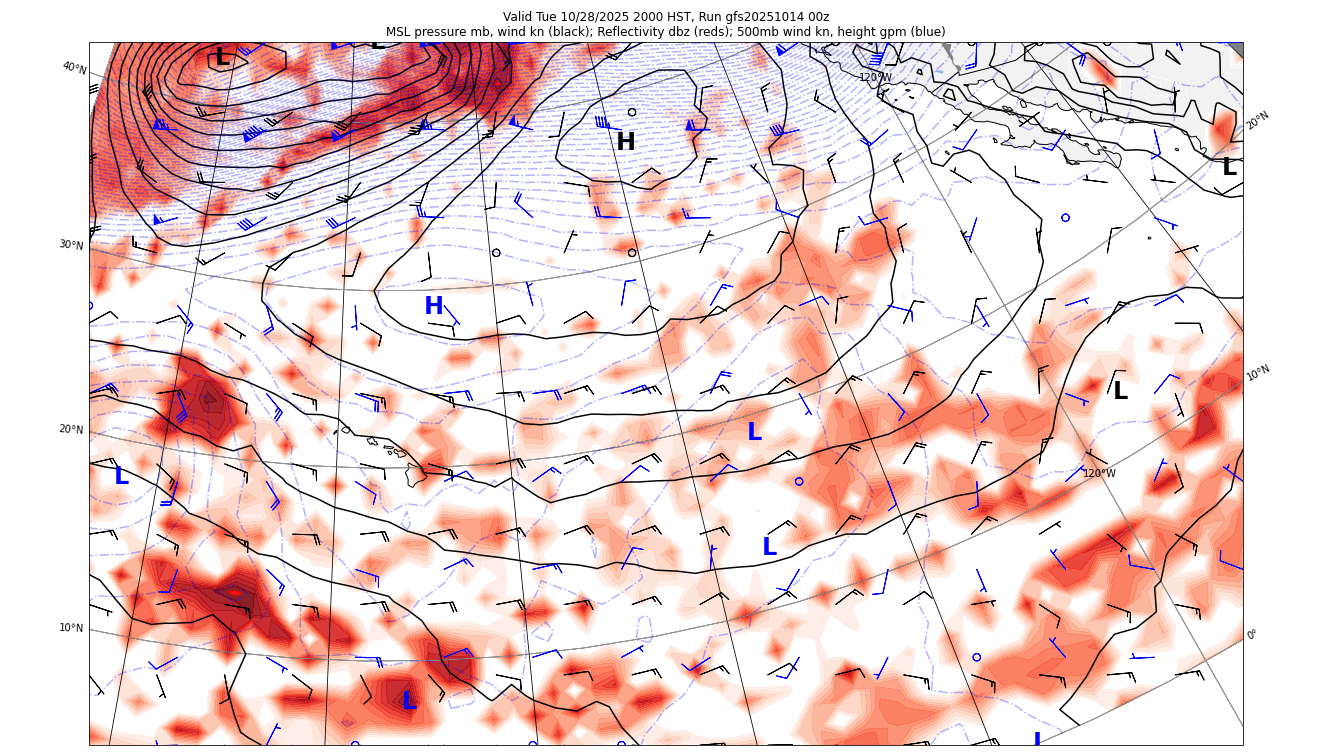 Valid Tue 10/28/2025 2000 HST, Run gfs20251014 00z
MSL pressure mb, wind kn (black); Reflectivity dbz (reds); 500mb wind kn, height gpm (blue)
L
L
40°N
120°W
20°N
H
L
30°N
H
10°N
L
20°N
L
L
120°W
L
10°N
0°
L
L